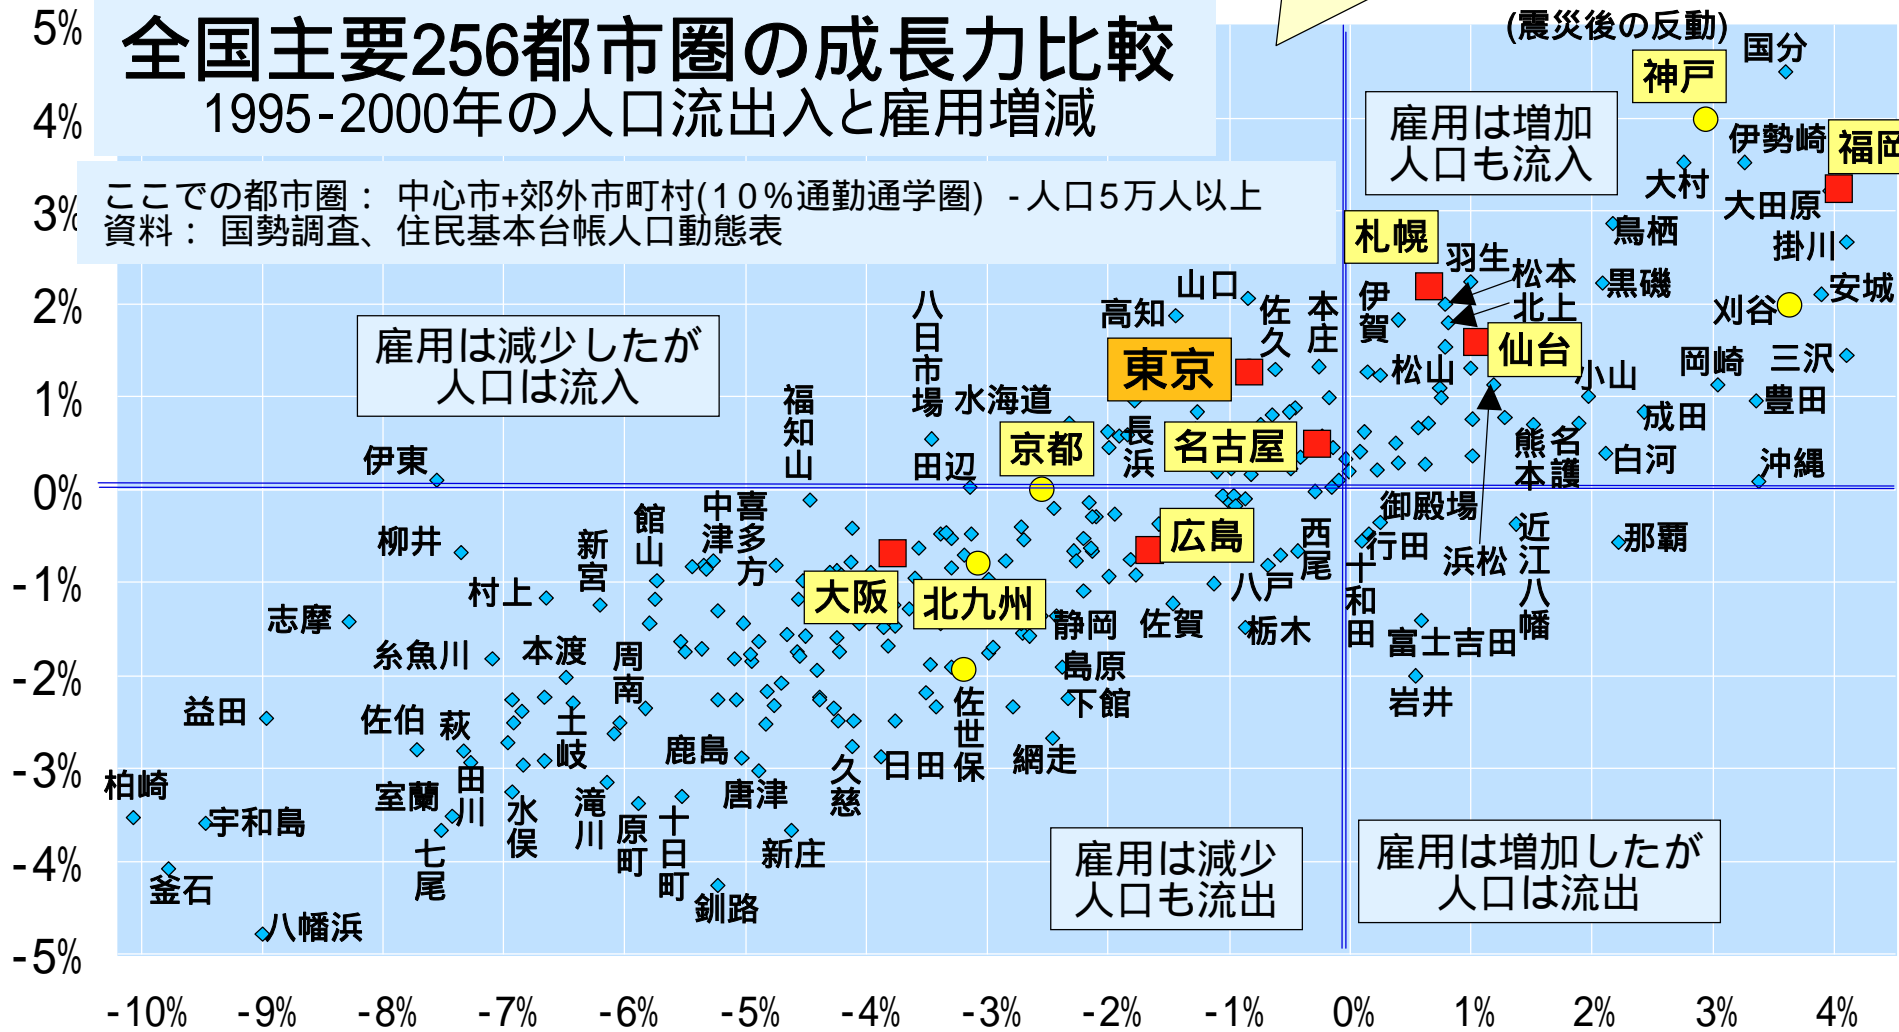 全国主要256都市圏の成長力比較
1995-2000年の人口流出入と雇用増減
ここでの都市圏： 中心市+郊外市町村(10%通勤通学圏) -人口5万人以上
資料： 国勢調査、住民基本台帳人口動態表
(震災後の反動)
雇用は増加
人口も流入
雇用は減少したが
人口は流入
雇用は減少
人口も流出
雇用は増加したが
人口は流出
5%
4%
3%
2%
1%
0%
-1%
-2%
-3%
-4%
-5%
国分
神戸
伊勢崎
福岡
大村
大田原
鳥栖
掛川
札幌
羽生
松本
黒磯
安城
北上
刈谷
伊賀
仙台
山口
高知
佐久
本庄
八日市場
東京
松山
小山
岡崎
三沢
福知山
水海道
豊田
成田
長浜
名古屋
京都
田辺
熊本
名護
白河
沖縄
伊東
中津
喜多方
館山
新宮
柳井
広島
西尾
御殿場
行田
浜松
近江八幡
那覇
村上
大阪
北九州
八戸
十和田
志摩
静岡
佐賀
栃木
富士吉田
糸魚川
本渡
周南
島原
下館
岩井
益田
佐伯
萩
土岐
佐世保
鹿島
日田
網走
柏崎
宇和島
室蘭
田川
水俣
滝川
原町
十日町
唐津
久慈
新庄
七尾
釜石
釧路
八幡浜
-10%
-9%
-8%
-7%
-6%
-5%
-4%
-3%
-2%
-1%
0%
1%
2%
3%
4%